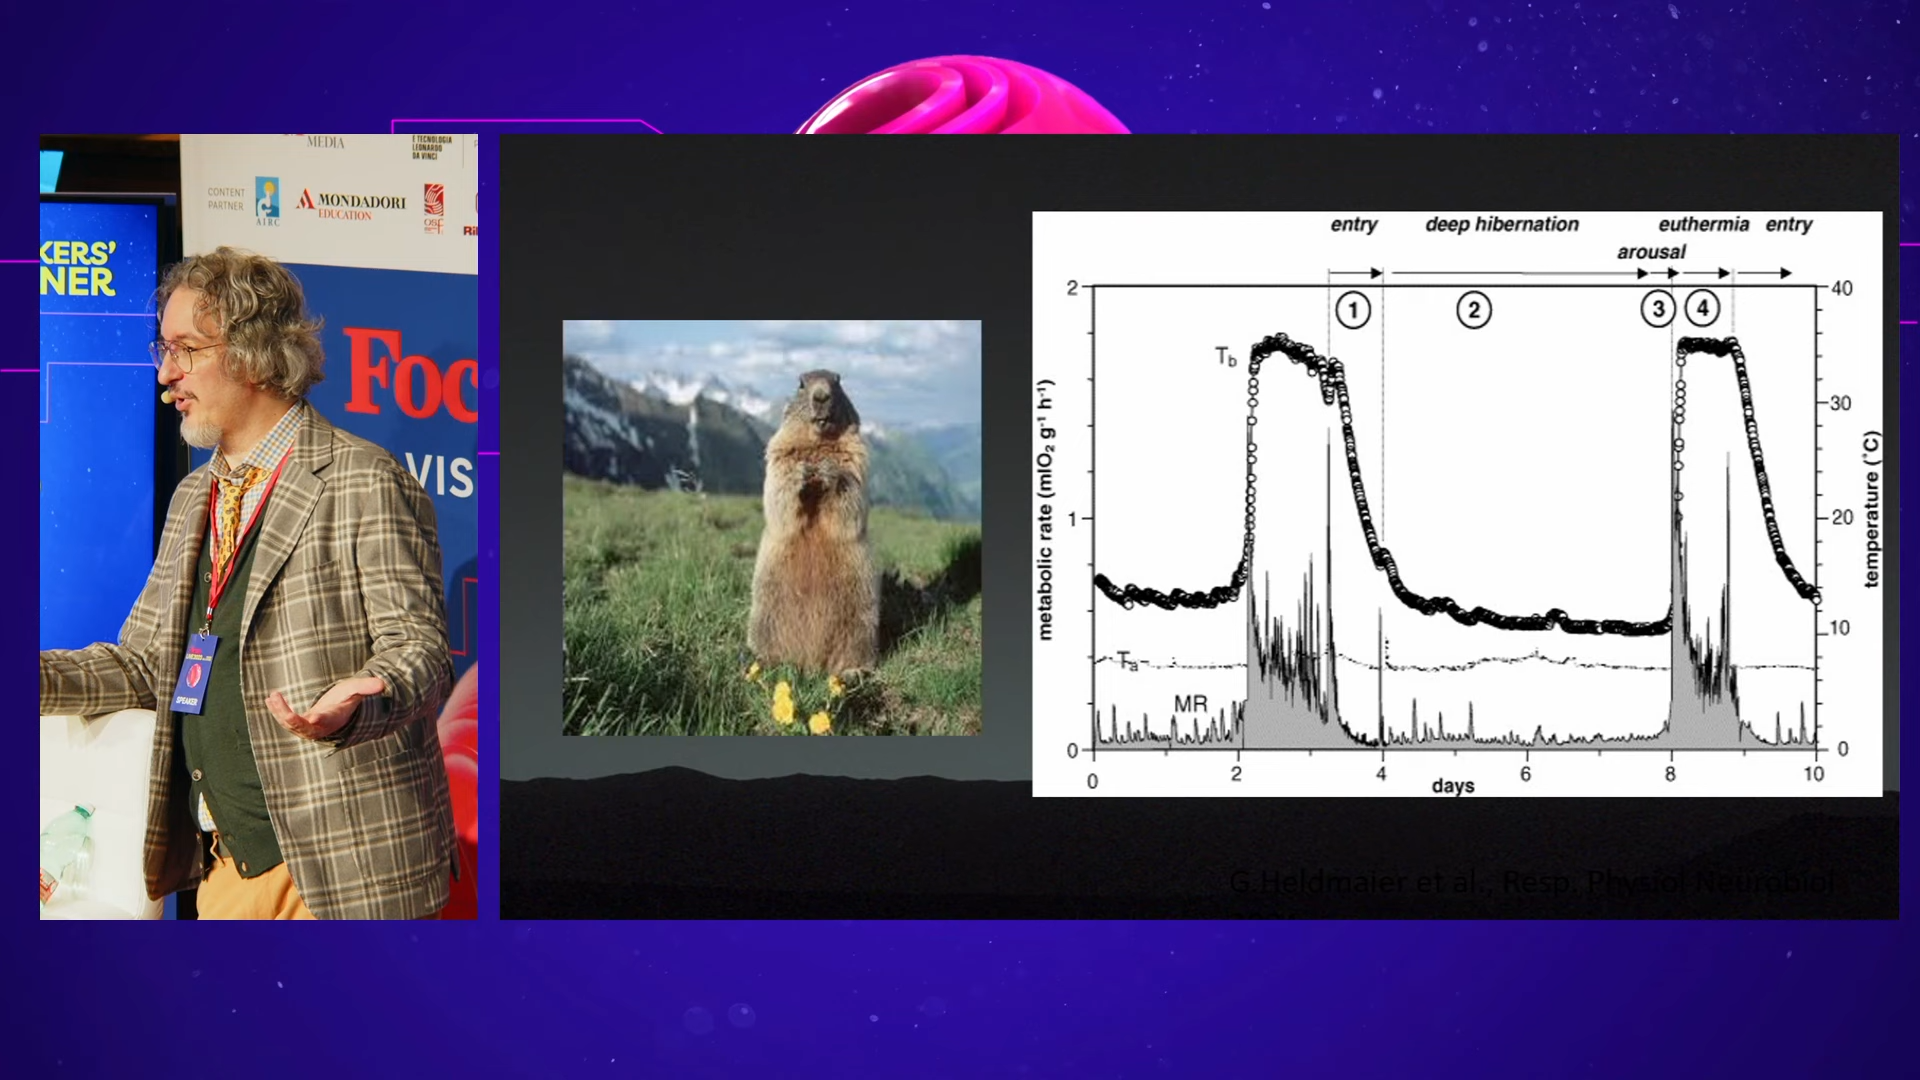 MEDIA
E TECNOLOGIA
LEONARDO
DA VINCI
CONTENT
PARTNER
AIRC
MONDADORI
EDUCATION
OSF
KERS'
NER
Foc
VIS
SPEAKER
entry deep hibernation euthermia entry
arousal
2 40
1 2 3 4
Tb
30
metabolic rate (mlO2 g-1 h-1)
1 20
temperature (°C)
10
Ta
MR
0 0
0 2 4 6 8 10
days
G.Heldmaier et al., Resp. Physiol Neurobiol